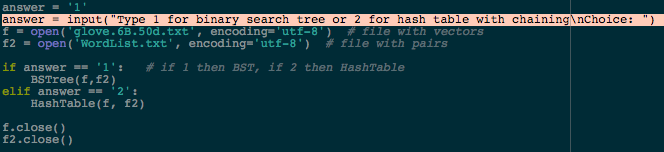 answer = '1'
answer = input("Type 1 for binary search tree or 2 for hash table with chaining\nChoice: ")
f = open('glove.6B.50d.txt', encoding='utf-8')  # file with vectors
f2 = open('WordList.txt', encoding='utf-8')  # file with pairs
if answer == '1':   # if 1 then BST, if 2 then HashTable
    BSTree(f,f2)
elif answer == '2':
    HashTable(f, f2)
f.close()
f2.close()